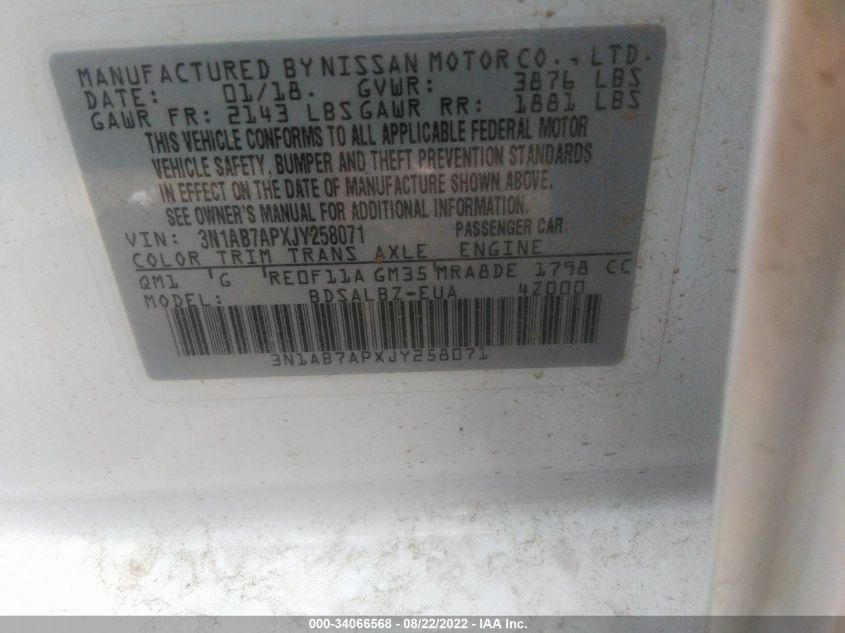 MANUFACTURED BY NISSAN MOTOR CO., LTD.
DATE: 01/18. GVWR: 3876 LBS
GAWR FR: 2143 LBS GAWR RR: 1881 LBS
THIS VEHICLE CONFORMS TO ALL APPLICABLE FEDERAL MOTOR
VEHICLE SAFETY, BUMPER AND THEFT PREVENTION STANDARDS
IN EFFECT ON THE DATE OF MANUFACTURE SHOWN ABOVE.
SEE OWNER'S MANUAL FOR ADDITIONAL INFORMATION.
VIN: 3N1AB7APXJY258071 PASSENGER CAR.
COLOR TRIM TRANS AXLE ENGINE
QM1 'G 'RE0F11A GM35 'MRA8DE 1798 CC
MODEL: BDSALBZ-EUA 4Z000
3N1AB7APXJY258071
000-34066568 - 08/22/2022 - IAA Inc.